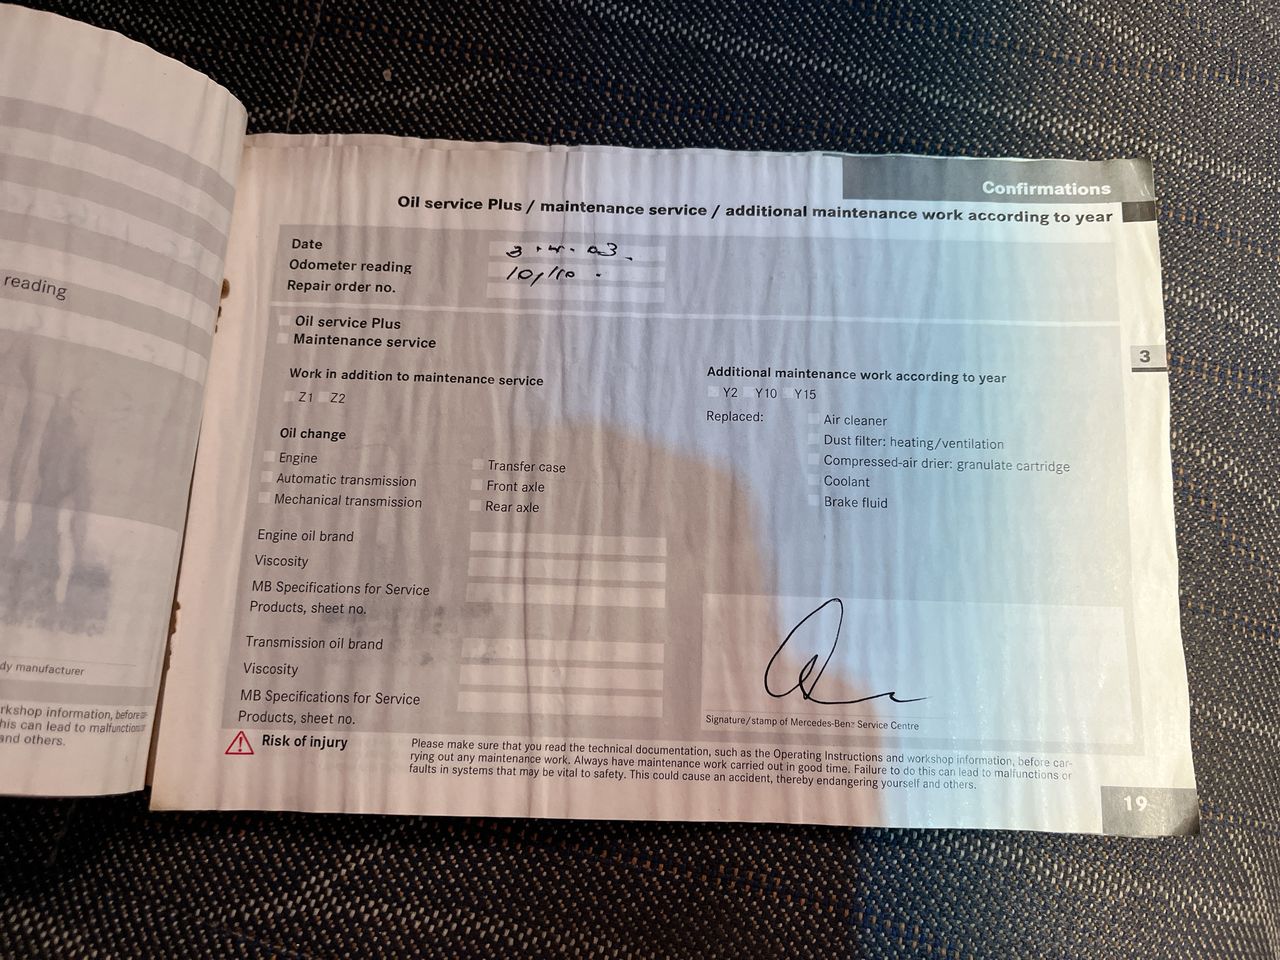 reading
dy manufacturer
rkshop information, before
his can lead to malfunctions
and others.
Confirmations
Oil service Plus / maintenance service / additional maintenance work according to year
Date 3.4.03.
Odometer reading
Repair order no.
Oil service Plus
Maintenance service
Work in addition to maintenance service
Z1 Z2
Oil change
Engine
Automatic transmission
Mechanical transmission
Transfer case
Front axle
Rear axle
Engine oil brand
Viscosity
MB Specifications for Service
Products, sheet no.
Transmission oil brand
Viscosity
MB Specifications for Service
Products, sheet no.
Additional maintenance work according to year
Y2 Y10 Y15
Replaced:
Air cleaner
Dust filter: heating/ventilation
Compressed-air drier: granulate cartridge
Coolant
Brake fluid
Signature/stamp of Mercedes-Benz Service Centre
3
Risk of injury
Please make sure that you read the technical documentation, such as the Operating Instructions and workshop information, before car-
rying out any maintenance work. Always have maintenance work carried out in good time. Failure to do this can lead to malfunctions or
faults in systems that may be vital to safety. This could cause an accident, thereby endangering yourself and others.
19